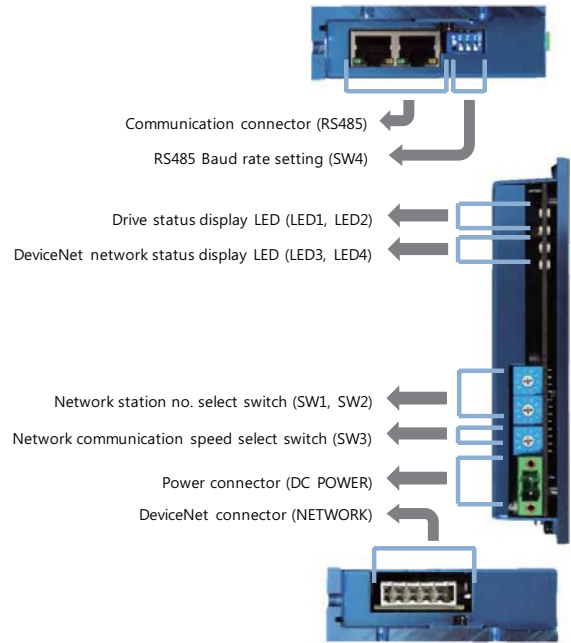 Communication connector (RS485)
RS485 Baud rate setting (SW4)
Drive status display LED (LED1, LED2)
DeviceNet network status display LED (LED3, LED4)
Network station no. select switch (SW1, SW2)
Network communication speed select switch (SW3)
Power connector (DC POWER)
DeviceNet connector (NETWORK)